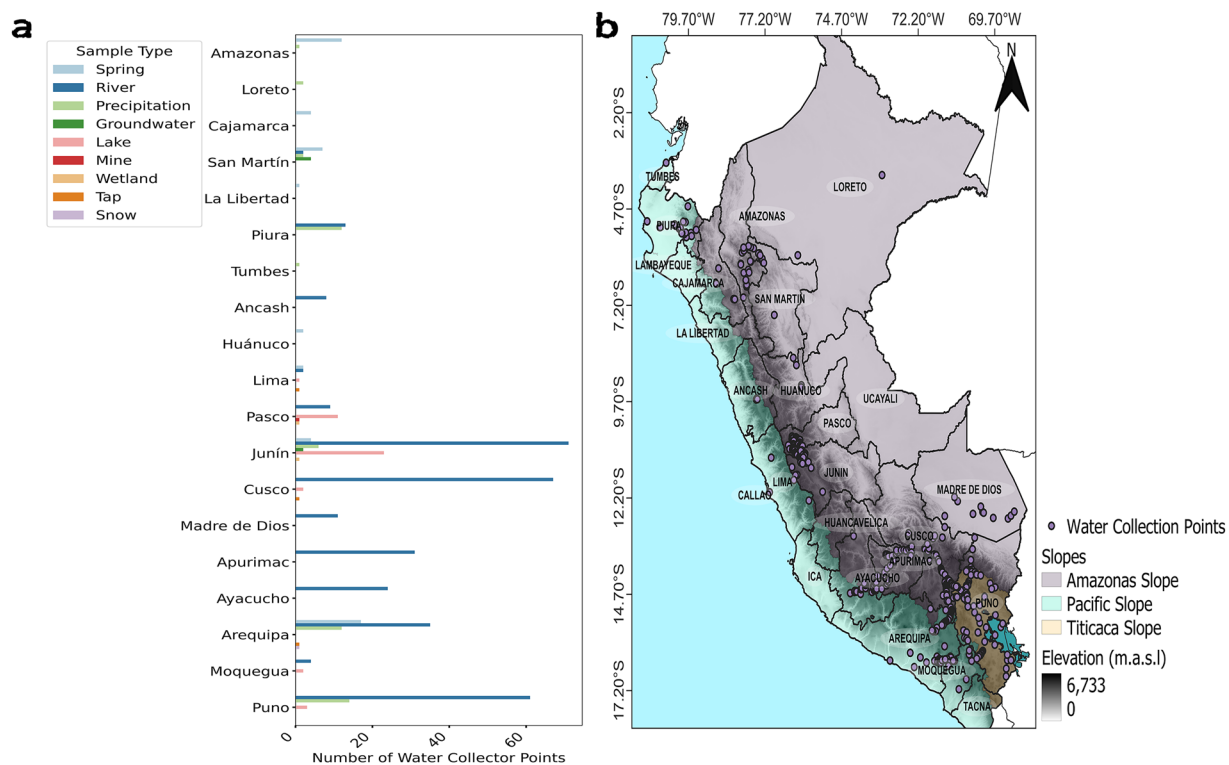 a
Sample Type
Spring
River
Precipitation
Groundwater
Lake
Mine
Wetland
Tap
Snow
Amazonas
Loreto
Cajamarca
San Martín
La Libertad
Piura
Tumbes
Ancash
Huánuco
Lima
Pasco
Junín
Cusco
Madre de Dios
Apurimac
Ayacucho
Arequipa
Moquegua
Puno
0
20
40
60
Number of Water Collector Points
b
79.70°W 77.20°W 74.70°W 72.20°W 69.70°W
2.20°S
4.70°S
7.20°S
9.70°S
12.20°S
14.70°S
17.20°S
N
TUMBES
LORETO
AMAZONAS
PIURA
LAMBAYEQUE
CAJAMARCA
SAN MARTIN
LA LIBERTAD
ANCASH
HUANUCO
UCAYALI
PASCO
JUNIN
LIMA
CALLAO
MADRE DE DIOS
HUANCAVELICA
CUSCO
APURIMAC
ICA
AYACUCHO
PUNO
AREQUIPA
MOQUEGUA
TACNA
Water Collection Points
Slopes
Amazonas Slope
Pacific Slope
Titicaca Slope
Elevation (m.a.s.l)
6,733
0